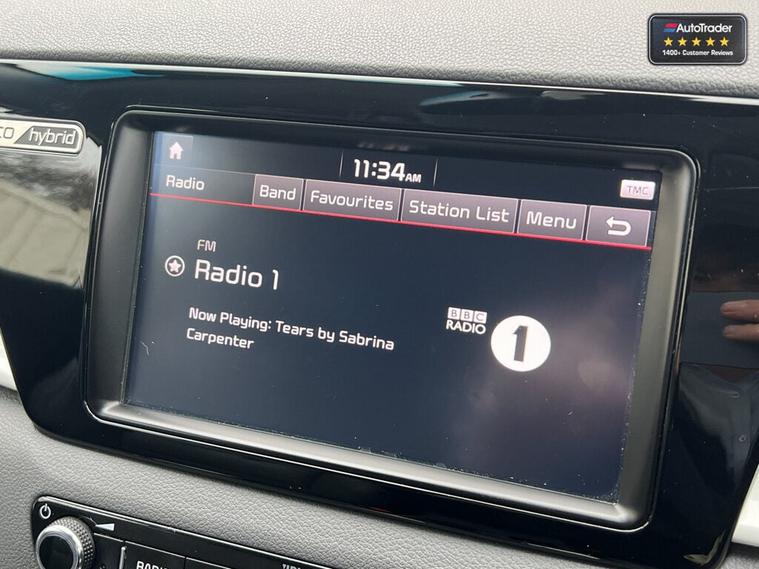 AutoTrader
1400+ Customer Reviews
hybrid
11:34AM
TMC
Radio
Band
Favourites
Station List
Menu
FM
Radio 1
Now Playing: Tears by Sabrina
Carpenter
BBC
RADIO
1